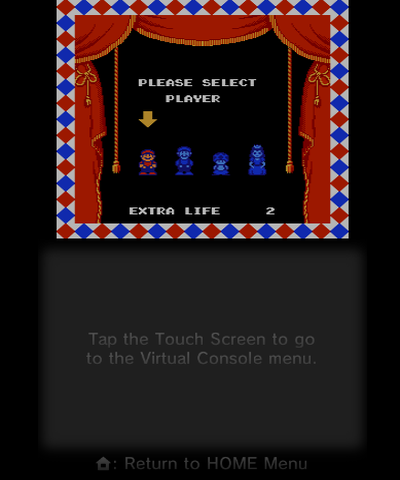 PLEASE SELECT
PLAYER
EXTRA LIFE 2
Tap the Touch Screen to go
to the Virtual Console menu.
: Return to HOME Menu